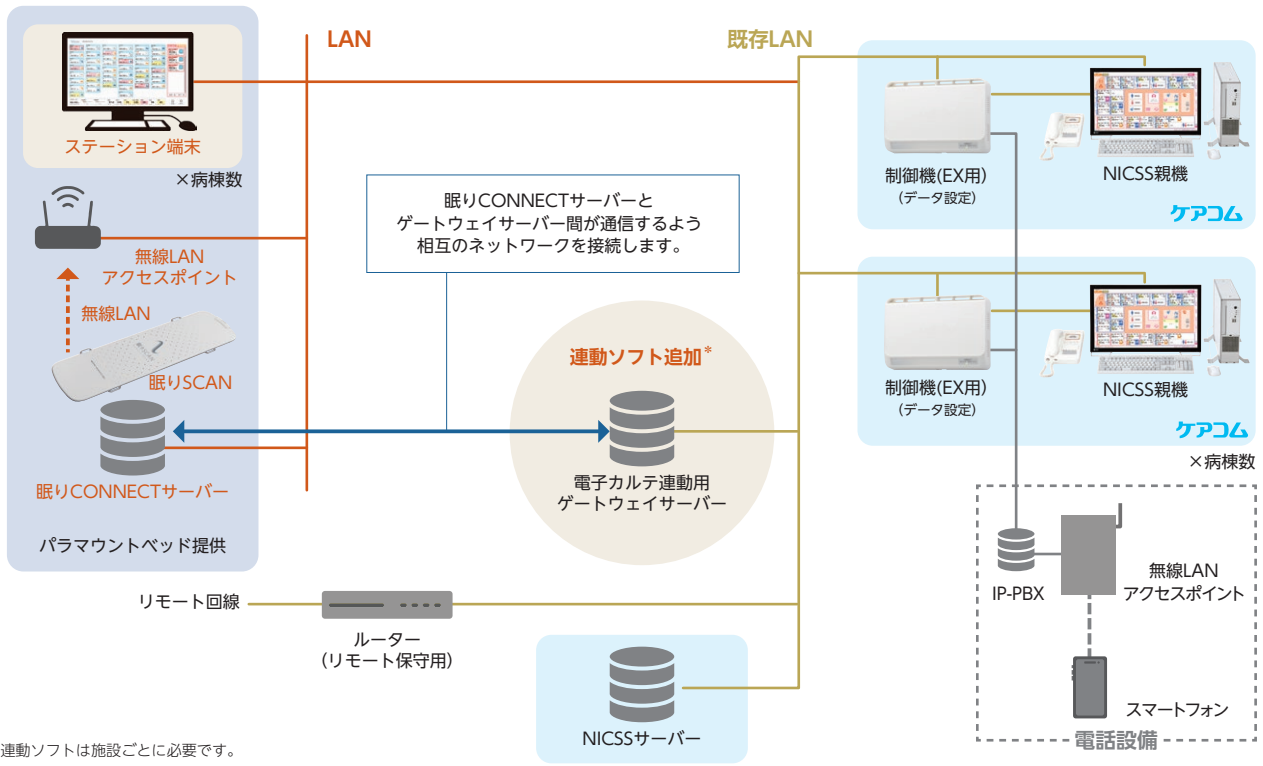 LAN
既存LAN
ステーション端末
×病棟数
無線LAN
アクセスポイント
無線LAN
眠りSCAN
眠りCONNECTサーバー
パラマウントベッド提供
眠りCONNECTサーバーと
ゲートウェイサーバー間が通信するよう
相互のネットワークを接続します。
連動ソフト追加*
電子カルテ連動用
ゲートウェイサーバー
リモート回線
ルーター
(リモート保守用)
NICSSサーバー
制御機(EX用)
(データ設定)
NICSS親機
ケアコム
制御機(EX用)
(データ設定)
NICSS親機
ケアコム
×病棟数
IP-PBX
無線LAN
アクセスポイント
スマートフォン
電話設備
連動ソフトは施設ごとに必要です。